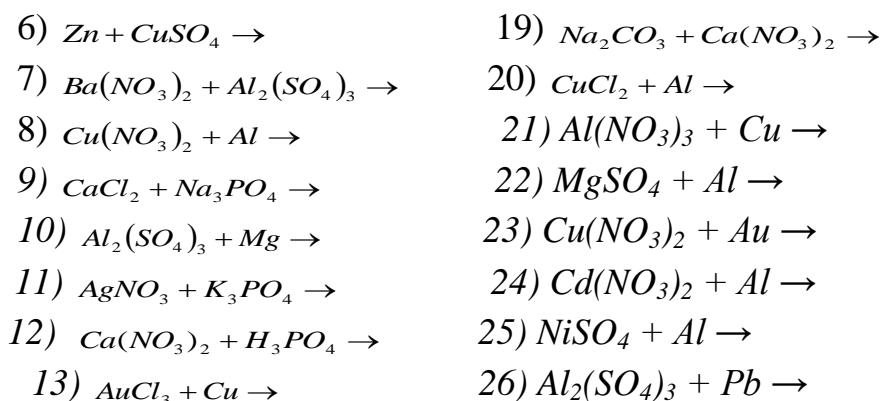 6) Zn + CuSO₄ →
7) Ba(NO₃)₂ + Al₂(SO₄)₃ →
8) Cu(NO₃)₂ + Al →
9) CaCl₂ + Na₃PO₄ →
10) Al₂(SO₄)₃ + Mg →
11) AgNO₃ + K₃PO₄ →
12) Ca(NO₃)₂ + H₃PO₄ →
13) AuCl₃ + Cu →
19) Na₂CO₃ + Ca(NO₃)₂ →
20) CuCl₂ + Al →
21) Al(NO₃)₃ + Cu →
22) MgSO₄ + Al →
23) Cu(NO₃)₂ + Au →
24) Cd(NO₃)₂ + Al →
25) NiSO₄ + Al →
26) Al₂(SO₄)₃ + Pb →